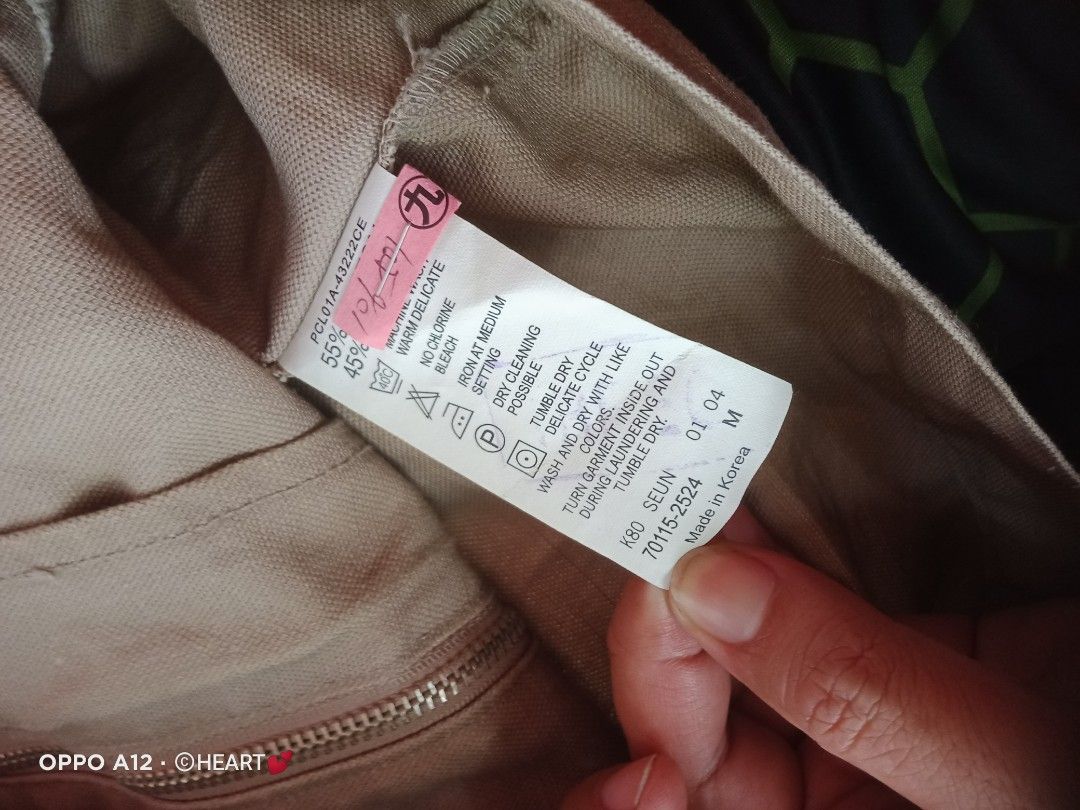 PCL01A-43222CE
55%
45%
九
MACHINE WASH
WARM DELICATE
40C
NO CHLORINE
BLEACH
IRON AT MEDIUM
SETTING
DRY CLEANING
POSSIBLE
P
TUMBLE DRY
DELICATE CYCLE
WASH AND DRY WITH LIKE
COLORS.
TURN GARMENT INSIDE OUT
DURING LAUNDERING AND
TUMBLE DRY.
K80 SEUN 01 04
70115-2524 M
Made in Korea
OPPO A12 · ©HEART💕